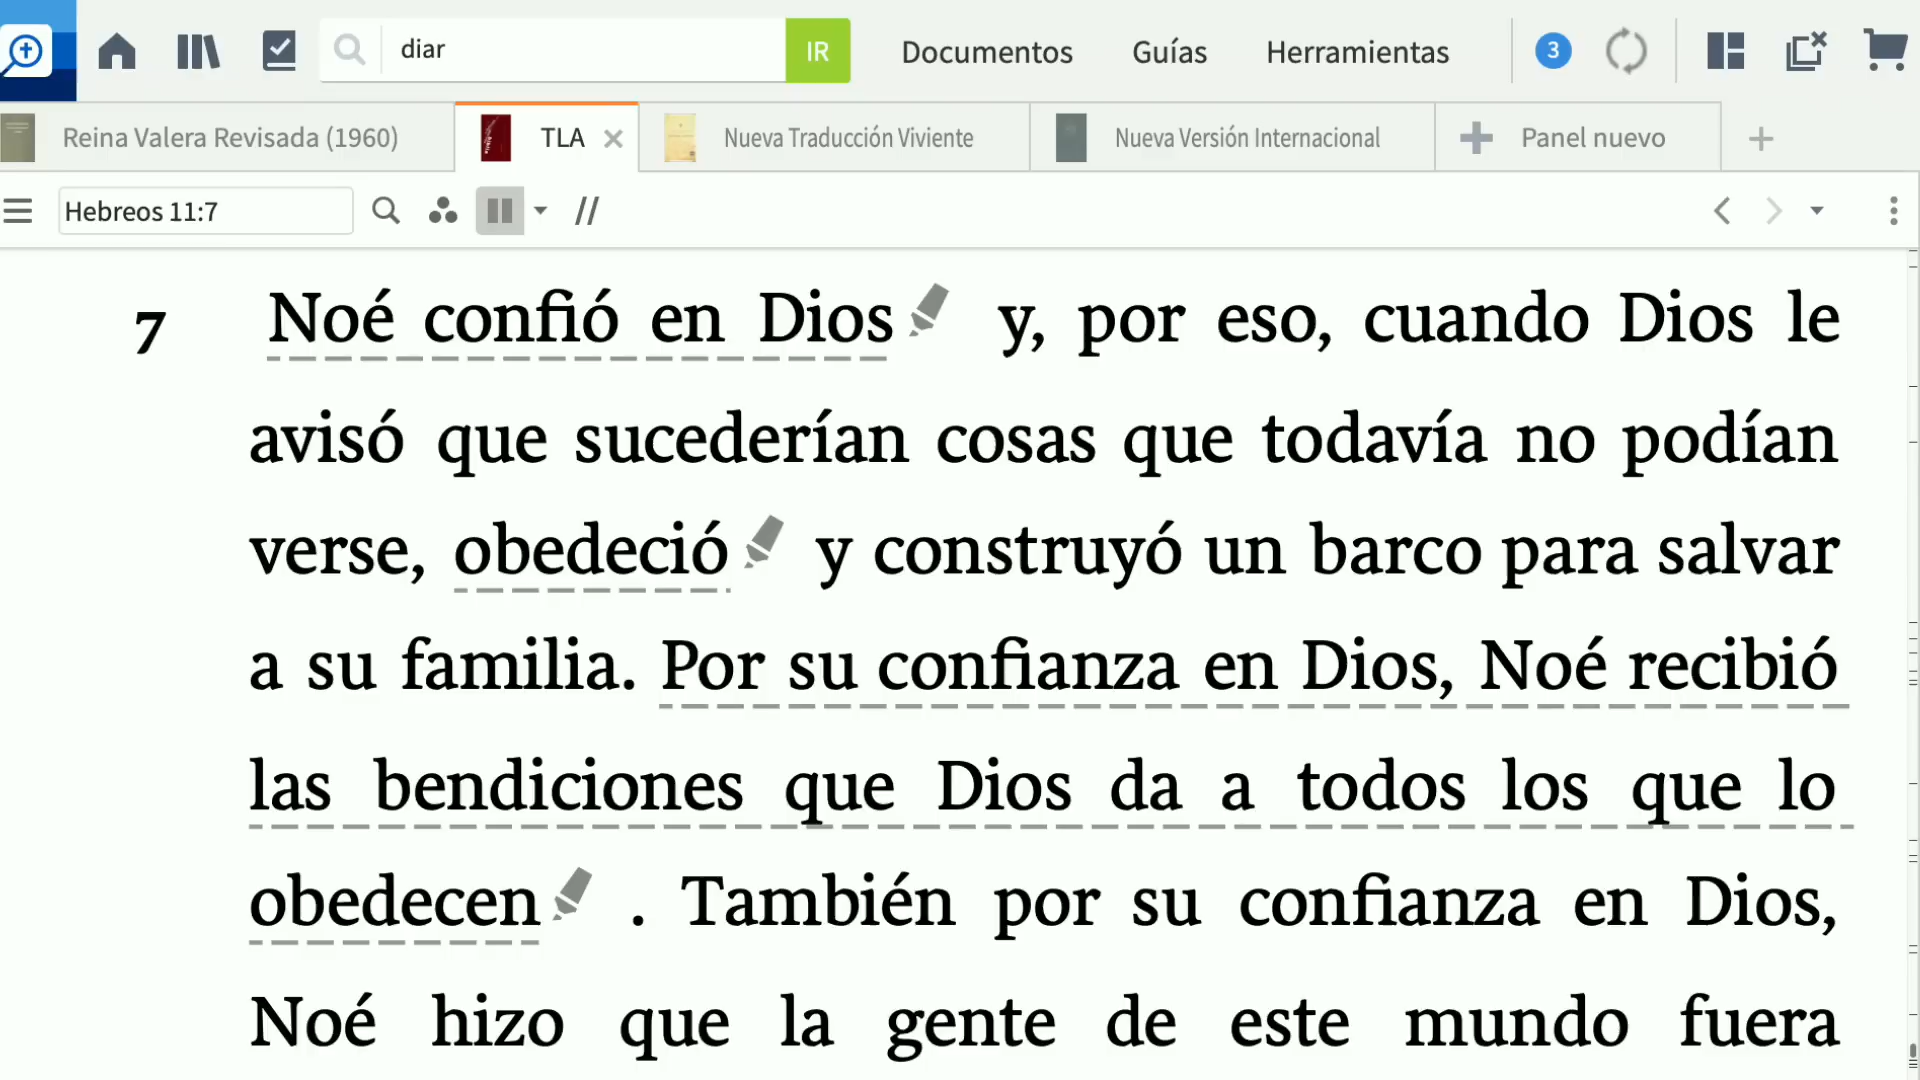 diar
IR
Documentos
Guías
Herramientas
3
Reina Valera Revisada (1960)
TLA
Nueva Traducción Viviente
Nueva Versión Internacional
Panel nuevo
Hebreos 11:7
7 Noé confió en Dios y, por eso, cuando Dios le
avisó que sucederían cosas que todavía no podían
verse, obedeció y construyó un barco para salvar
a su familia. Por su confianza en Dios, Noé recibió
las bendiciones que Dios da a todos los que lo
obedecen . También por su confianza en Dios,
Noé hizo que la gente de este mundo fuera